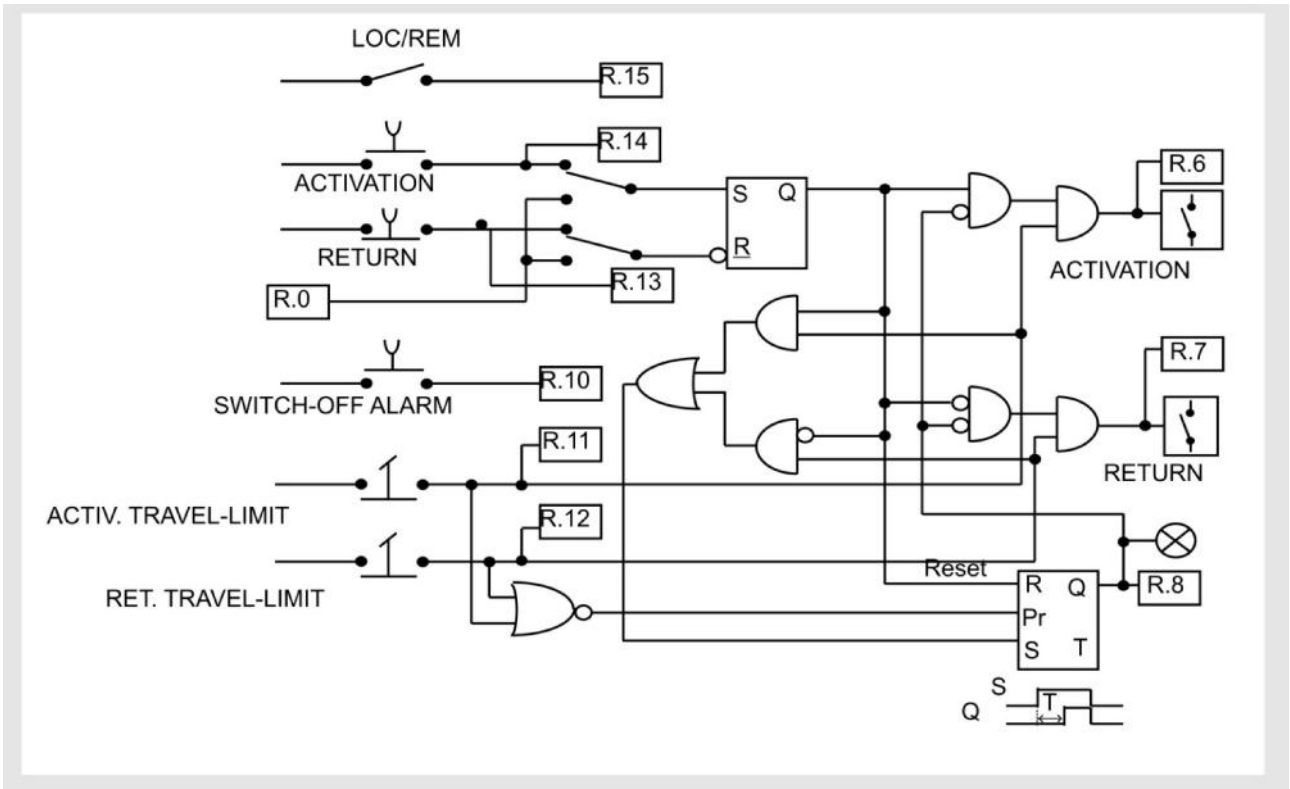 LOC/REM
R.15
R.14
ACTIVATION
RETURN
R.13
R.0
S Q
R
R.6
ACTIVATION
R.7
RETURN
R.10
SWITCH-OFF ALARM
R.11
ACTIV. TRAVEL-LIMIT
R.12
RET. TRAVEL-LIMIT
Reset
R Q
Pr
S T
R.8
S
T
Q